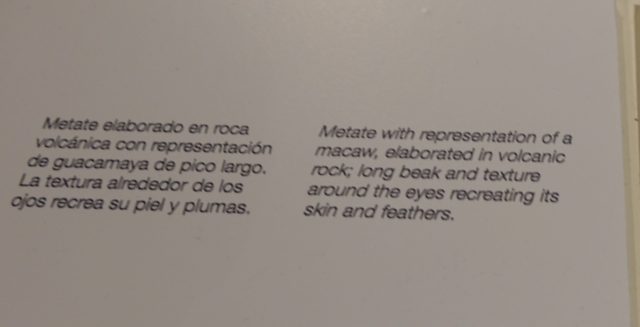 Metate elaborado en roca
volcánica con representación
de guacamaya de pico largo.
La textura alrededor de los
ojos recrea su piel y plumas.
Metate with representation of a
macaw, elaborated in volcanic
rock; long beak and texture
around the eyes recreating its
skin and feathers.